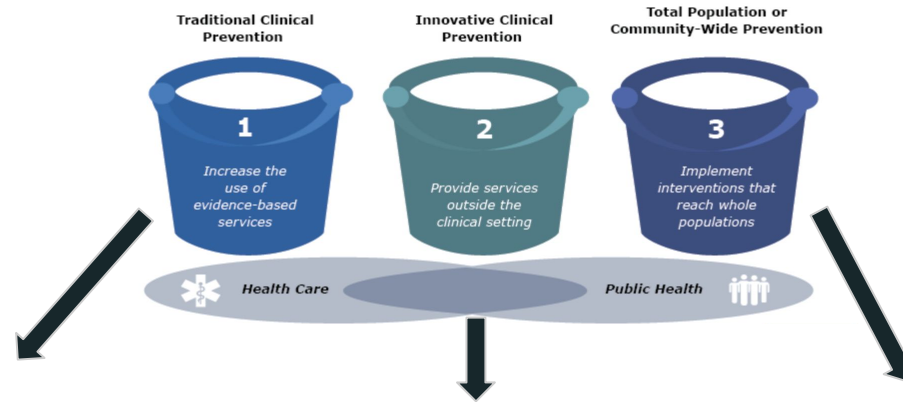 Traditional Clinical
Prevention
Innovative Clinical
Prevention
Total Population or
Community-Wide Prevention
1
Increase the
use of
evidence-based
services
2
Provide services
outside the
clinical setting
3
Implement
interventions that
reach whole
populations
Health Care
Public Health